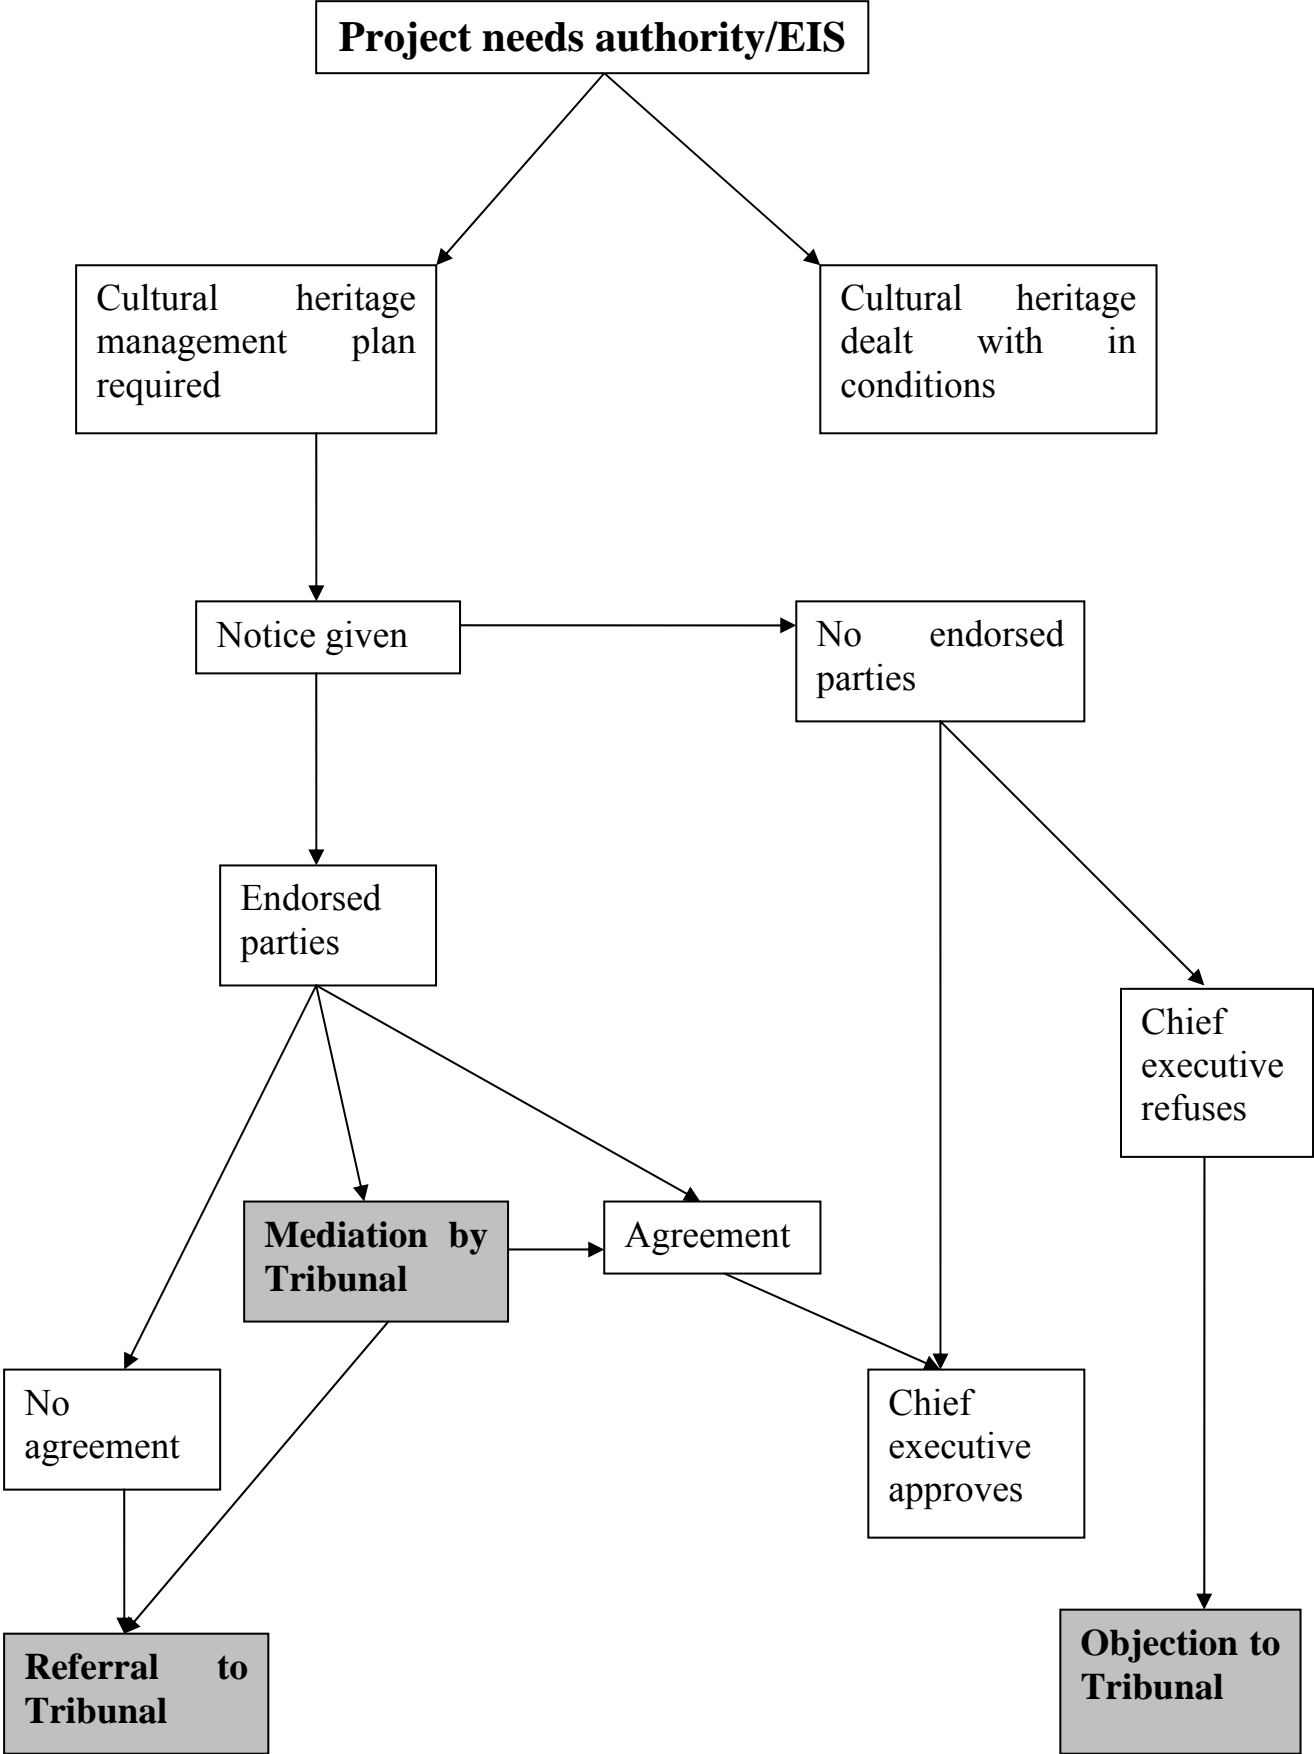 Project needs authority/EIS
Cultural heritage
management plan
required
Cultural heritage
dealt with in
conditions
Notice given
No endorsed
parties
Endorsed
parties
Chief
executive
refuses
Mediation by
Tribunal
Agreement
No
agreement
Chief
executive
approves
Referral to
Tribunal
Objection to
Tribunal